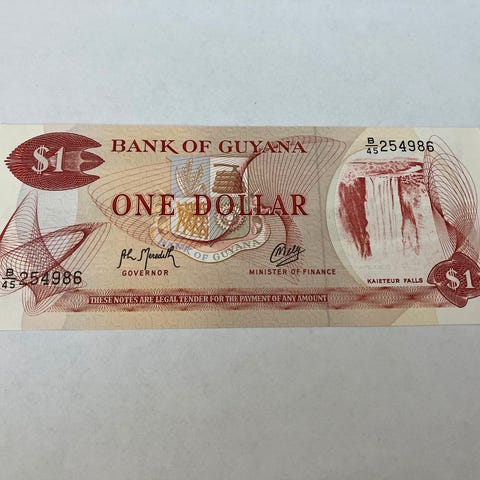 $1
BANK OF GUYANA
B/45 254986
ONE DOLLAR
BANK OF GUYANA
GOVERNOR
MINISTER OF FINANCE
B/45 254986
KAIETEUR FALLS
$1
THESE NOTES ARE LEGAL TENDER FOR THE PAYMENT OF ANY AMOUNT